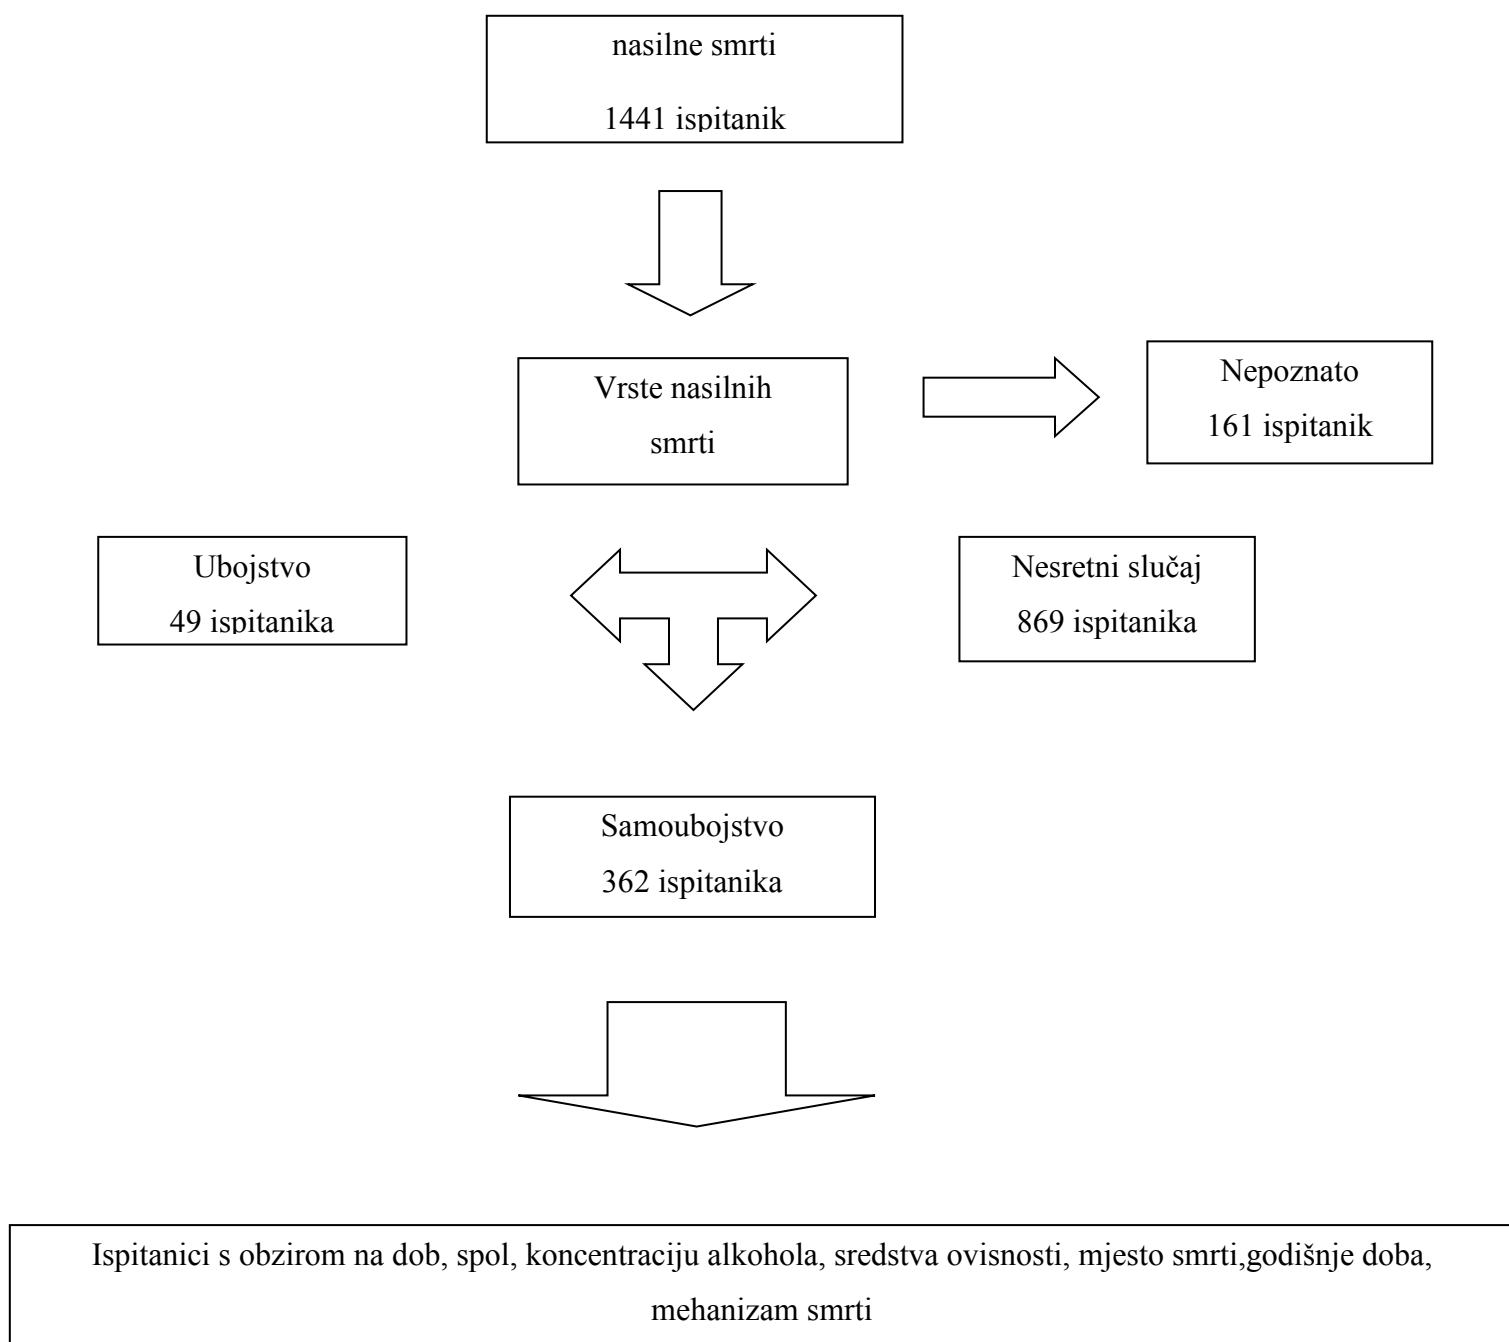 nasilne smrti
1441 ispitanik
Vrste nasilnih
smrti
Nepoznato
161 ispitanik
Ubojstvo
49 ispitanika
Nesretni slučaj
869 ispitanika
Samoubojstvo
362 ispitanika
Ispitanici s obzirom na dob, spol, koncentraciju alkohola, sredstva ovisnosti, mjesto smrti,godišnje doba,
mehanizam smrti